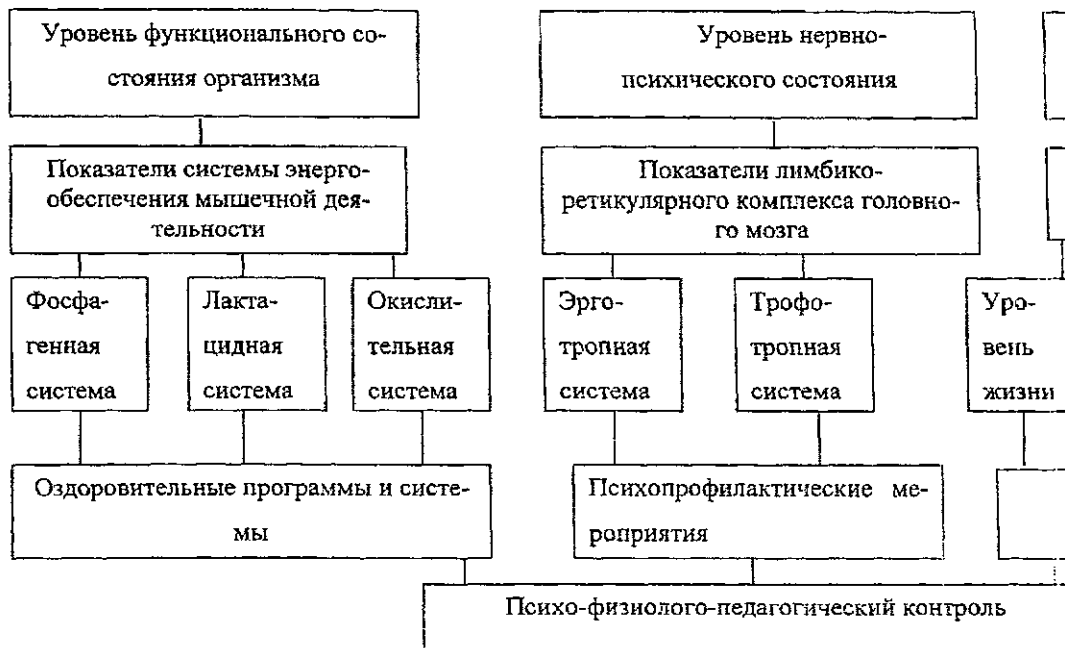 Уровень функционального со-
стояния организма
Уровень нервно-
психического состояния
Показатели системы энерго-
обеспечения мышечной дея-
тельности
Показатели лимбико-
ретикулярного комплекса головно-
го мозга
Фосфа-
генная
система
Лакта-
цидная
система
Окисли-
тельная
система
Эрго-
тропная
система
Трофо-
тропная
система
Уро-
вень
жизни
Оздоровительные программы и систе-
мы
Психопрофилактические ме-
роприятия
Психо-физиолого-педагогический контроль